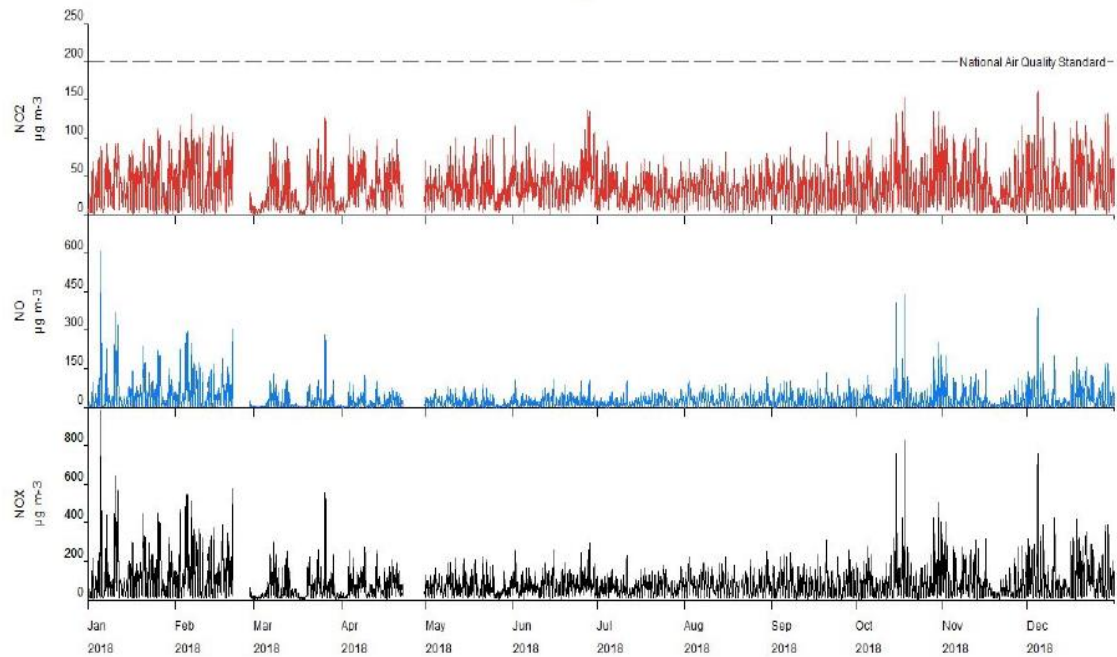 250
200
National Air Quality Standard
150
100
50
0
NO2
µg m-3
600
450
300
150
0
NO
µg m-3
800
600
400
200
0
NOX
µg m-3
Jan Feb Mar Apr May Jun Jul Aug Sep Oct Nov Dec
2018 2018 2018 2018 2018 2018 2018 2018 2018 2018 2018 2018